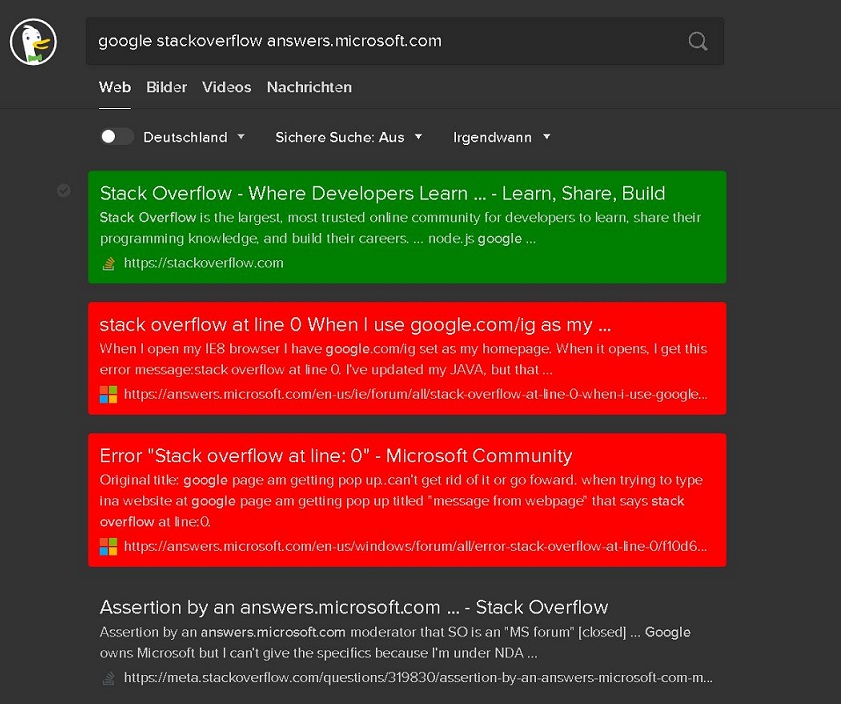 google stackoverflow answers.microsoft.com
Web Bilder Videos Nachrichten
Deutschland Sichere Suche: Aus Irgendwann
Stack Overflow - Where Developers Learn ... - Learn, Share, Build
Stack Overflow is the largest, most trusted online community for developers to learn, share their
programming knowledge, and build their careers. ... node.js google ...
https://stackoverflow.com
stack overflow at line 0 When I use google.com/ig as my ...
When I open my IE8 browser I have google.com/ig set as my homepage. When it opens, I get this
error message:stack overflow at line 0. I've updated my JAVA, but that ...
https://answers.microsoft.com/en-us/ie/forum/all/stack-overflow-at-line-0-when-i-use-google...
Error "Stack overflow at line: 0" - Microsoft Community
Original title: google page am getting pop up..can't get rid of it or go foward. when trying to type
ina website at google page am getting pop up titled "message from webpage" that says stack
overflow at line:0.
https://answers.microsoft.com/en-us/windows/forum/all/error-stack-overflow-at-line-0/f10d6...
Assertion by an answers.microsoft.com ... - Stack Overflow
Assertion by an answers.microsoft.com moderator that SO is an "MS forum" [closed] ... Google
owns Microsoft but I can't give the specifics because I'm under NDA ...
https://meta.stackoverflow.com/questions/319830/assertion-by-an-answers-microsoft-com-m...